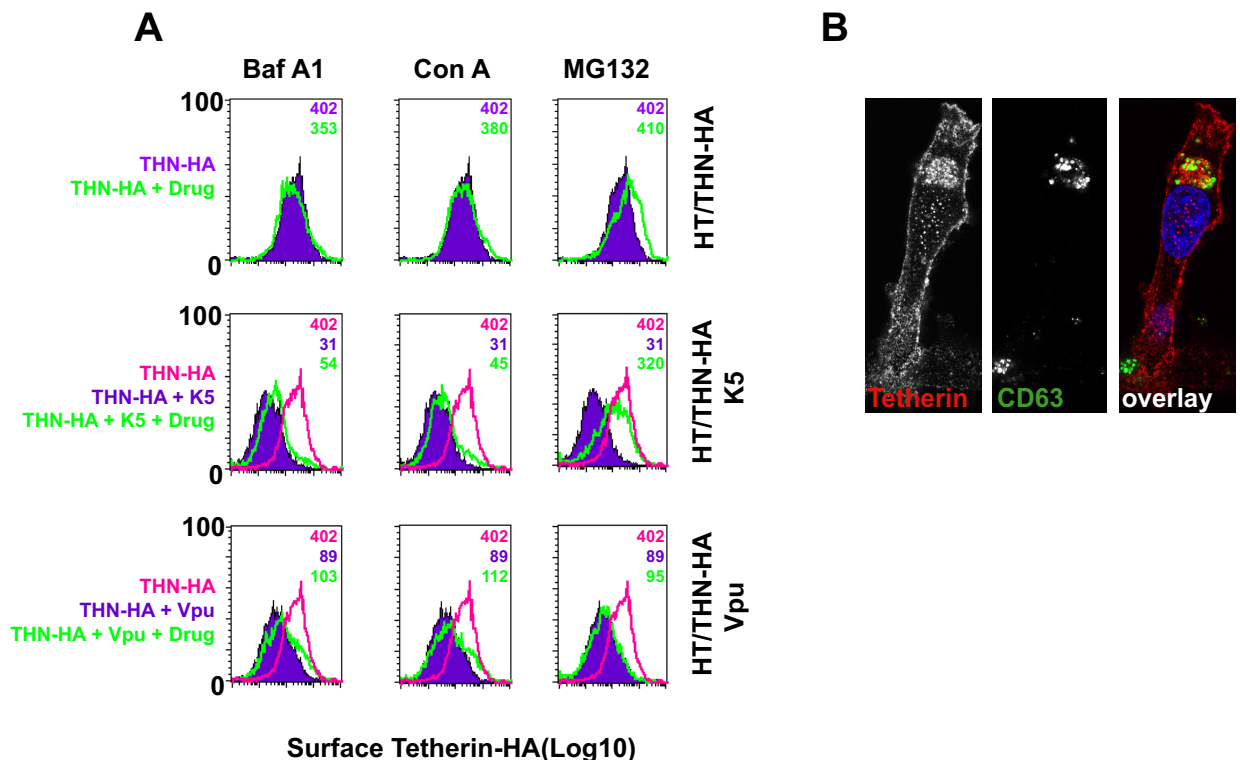 A
B
Baf A1
Con A
MG132
100
402
353
402
380
402
410
THN-HA
THN-HA + Drug
0
HT/THN-HA
100
402
31
54
402
31
45
402
31
320
THN-HA
THN-HA + K5
THN-HA + K5 + Drug
0
HT/THN-HA
K5
100
402
89
103
402
89
112
402
89
95
THN-HA
THN-HA + Vpu
THN-HA + Vpu + Drug
0
HT/THN-HA
Vpu
Surface Tetherin-HA(Log10)
Tetherin
CD63
overlay